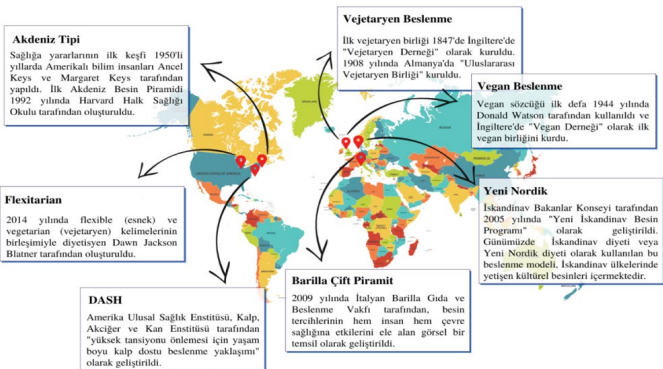 Akdeniz Tipi
Sağlığa yararlarının ilk keşfi 1950'li
yıllarda Amerikalı bilim insanları Ancel
Keys ve Margaret Keys tarafından
yapıldı. İlk Akdeniz Besin Piramidi
1992 yılında Harvard Halk Sağlığı
Okulu tarafından oluşturuldu.
Vejetaryen Beslenme
İlk vejetaryen birliği 1847'de İngiltere'de
"Vejetaryen Derneği" olarak kuruldu.
1908 yılında Almanya'da "Uluslararası
Vejetaryen Birliği" kuruldu.
Vegan Beslenme
Vegan sözcüğü ilk defa 1944 yılında
Donald Watson tarafından kullanıldı ve
İngiltere'de "Vegan Derneği" olarak ilk
vegan birliğini kurdu.
Flexitarian
2014 yılında flexible (esnek) ve
vegetarian (vejetaryen) kelimelerinin
birleşimiyle diyetisyen Dawn Jackson
Blatner tarafından oluşturuldu.
Yeni Nordik
İskandinav Bakanlar Konseyi tarafından
2005 yılında "Yeni İskandinav Besin
Programı" olarak geliştirildi.
Günümüzde İskandinav diyeti veya
Yeni Nordik diyeti olarak kullanılan bu
beslenme modeli, İskandinav ülkelerinde
yetişen kültürel besinleri içermektedir.
DASH
Amerika Ulusal Sağlık Enstitüsü, Kalp,
Akciğer ve Kan Enstitüsü tarafından
"yüksek tansiyonu önlemesi için yaşam
boyu kalp dostu beslenme yaklaşımı"
olarak geliştirildi.
Barilla Çift Piramit
2009 yılında İtalyan Barilla Gıda ve
Beslenme Vakfı tarafından, besin
tercihlerinin hem insan hem çevre
sağlığına etkilerini ele alan görsel bir
temsil olarak geliştirildi.